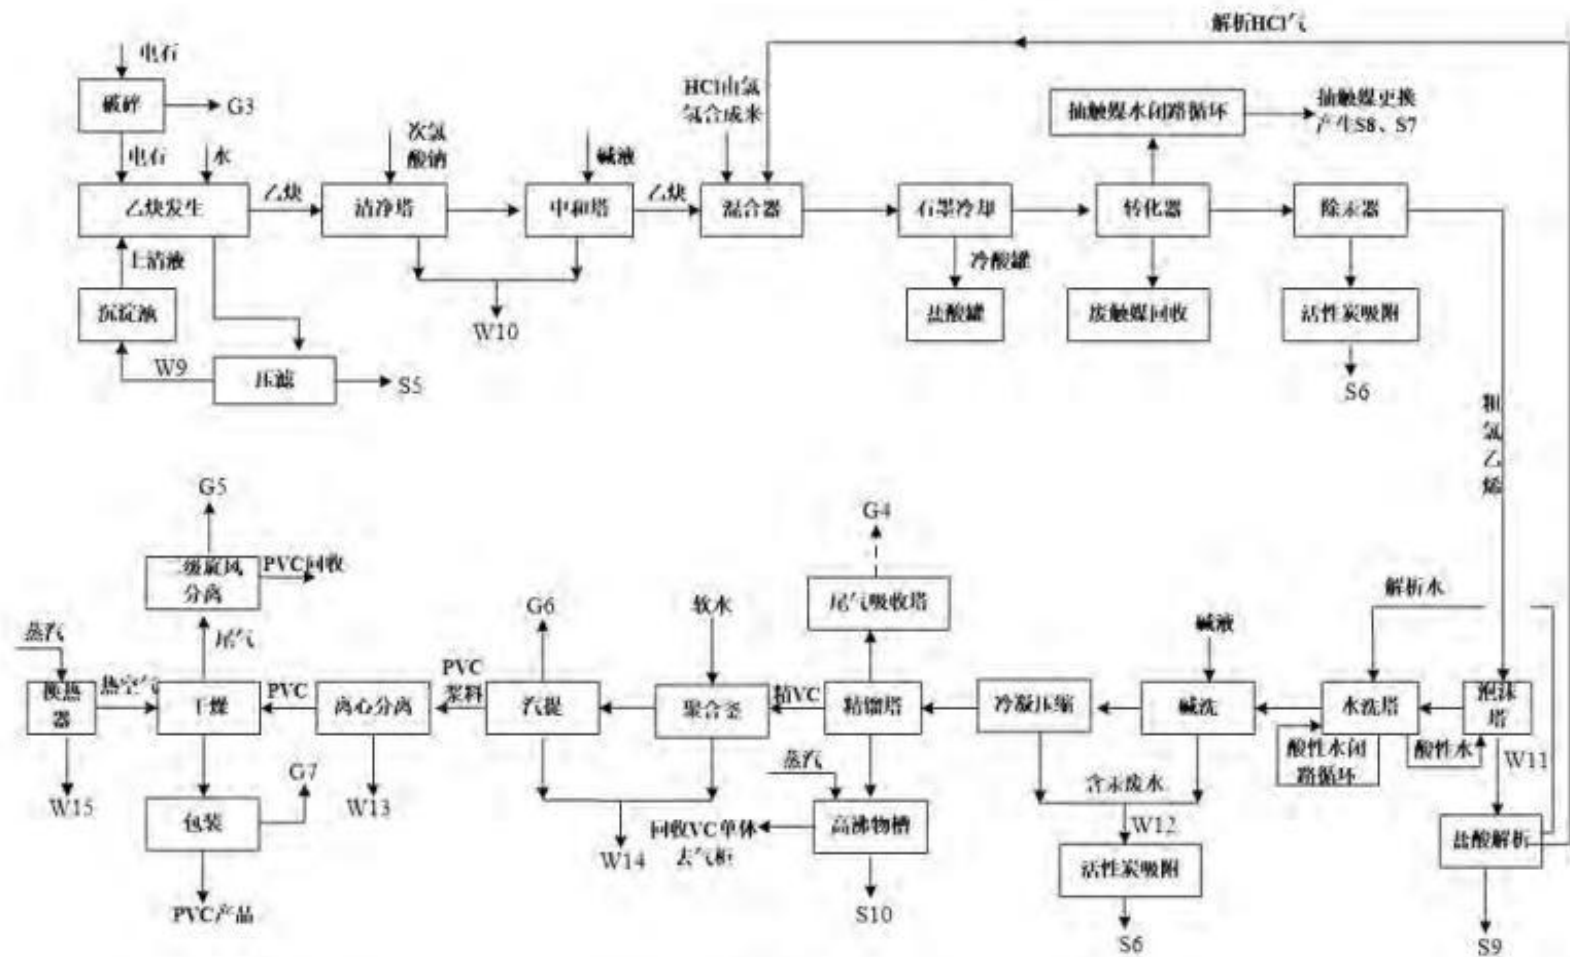 解析HCl气
电石
破碎
G3
HCl由氯
氢合成来
抽触媒水闭路循环
抽触媒更换
产生S8、S7
次氯
酸钠
电石
水
碱液
乙炔发生
乙炔
洁净塔
中和塔
乙炔
混合器
石墨冷却
转化器
除汞器
上清液
冷酸罐
沉淀池
W10
盐酸罐
废触媒回收
活性炭吸附
W9
压滤
S5
S6
粗
氯
乙
烯
G5
G4
二级旋风
分离
PVC回收
尾气吸收塔
解析水
G6
软水
碱液
蒸汽
尾气
PVC
浆料
换热
器
热空气
干燥
PVC
离心分离
汽提
聚合釜
精VC
精馏塔
冷凝压缩
碱洗
水洗塔
泡沫
塔
酸性水闭
路循环
酸性水
W11
蒸汽
G7
含汞废水
W15
包装
W13
W14
回收VC单体
去气柜
高沸物槽
W12
盐酸解析
活性炭吸附
PVC产品
S10
S6
S9